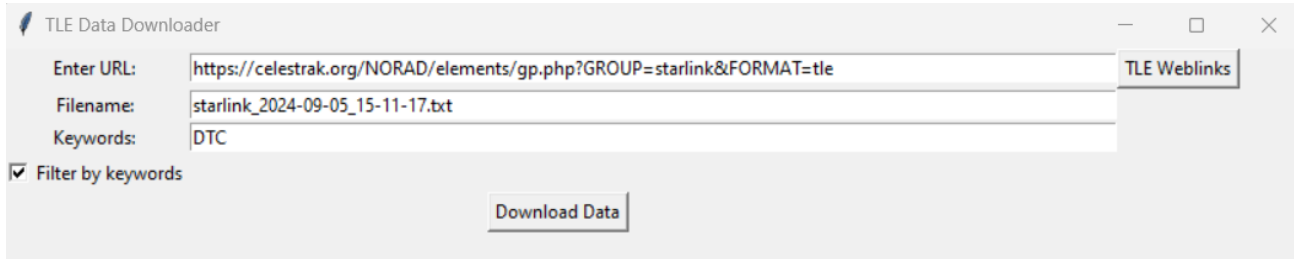 TLE Data Downloader
Enter URL: https://celestrak.org/NORAD/elements/gp.php?GROUP=starlink&FORMAT=tle TLE Weblinks
Filename: starlink_2024-09-05_15-11-17.txt
Keywords: DTC
Filter by keywords
Download Data